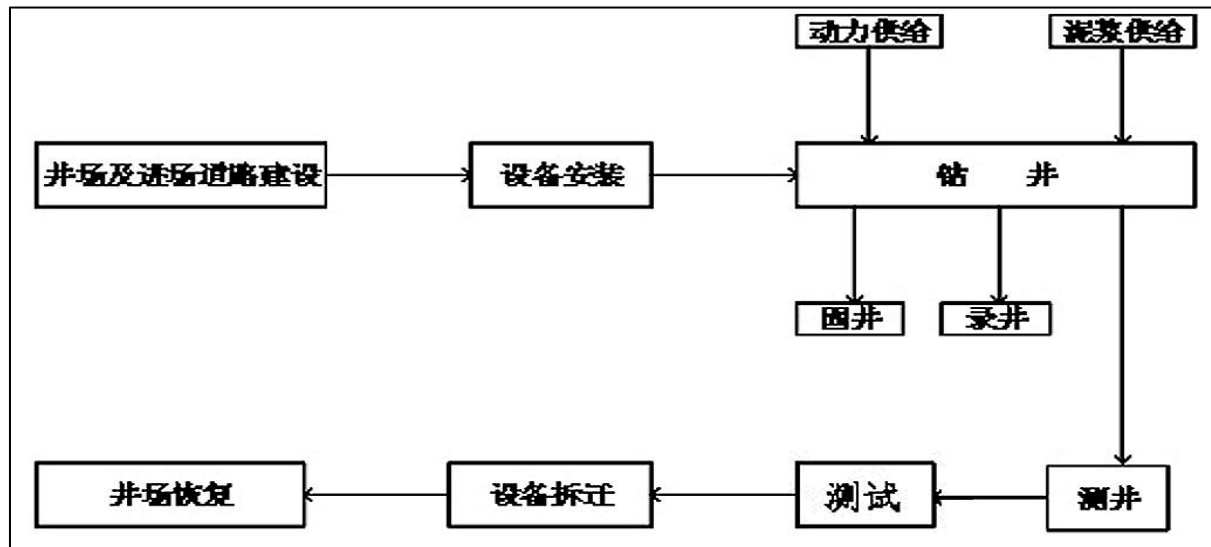 动力供给
泥浆供给
井场及进场道路建设
设备安装
钻 井
固井
录井
井场恢复
设备拆迁
测试
测井